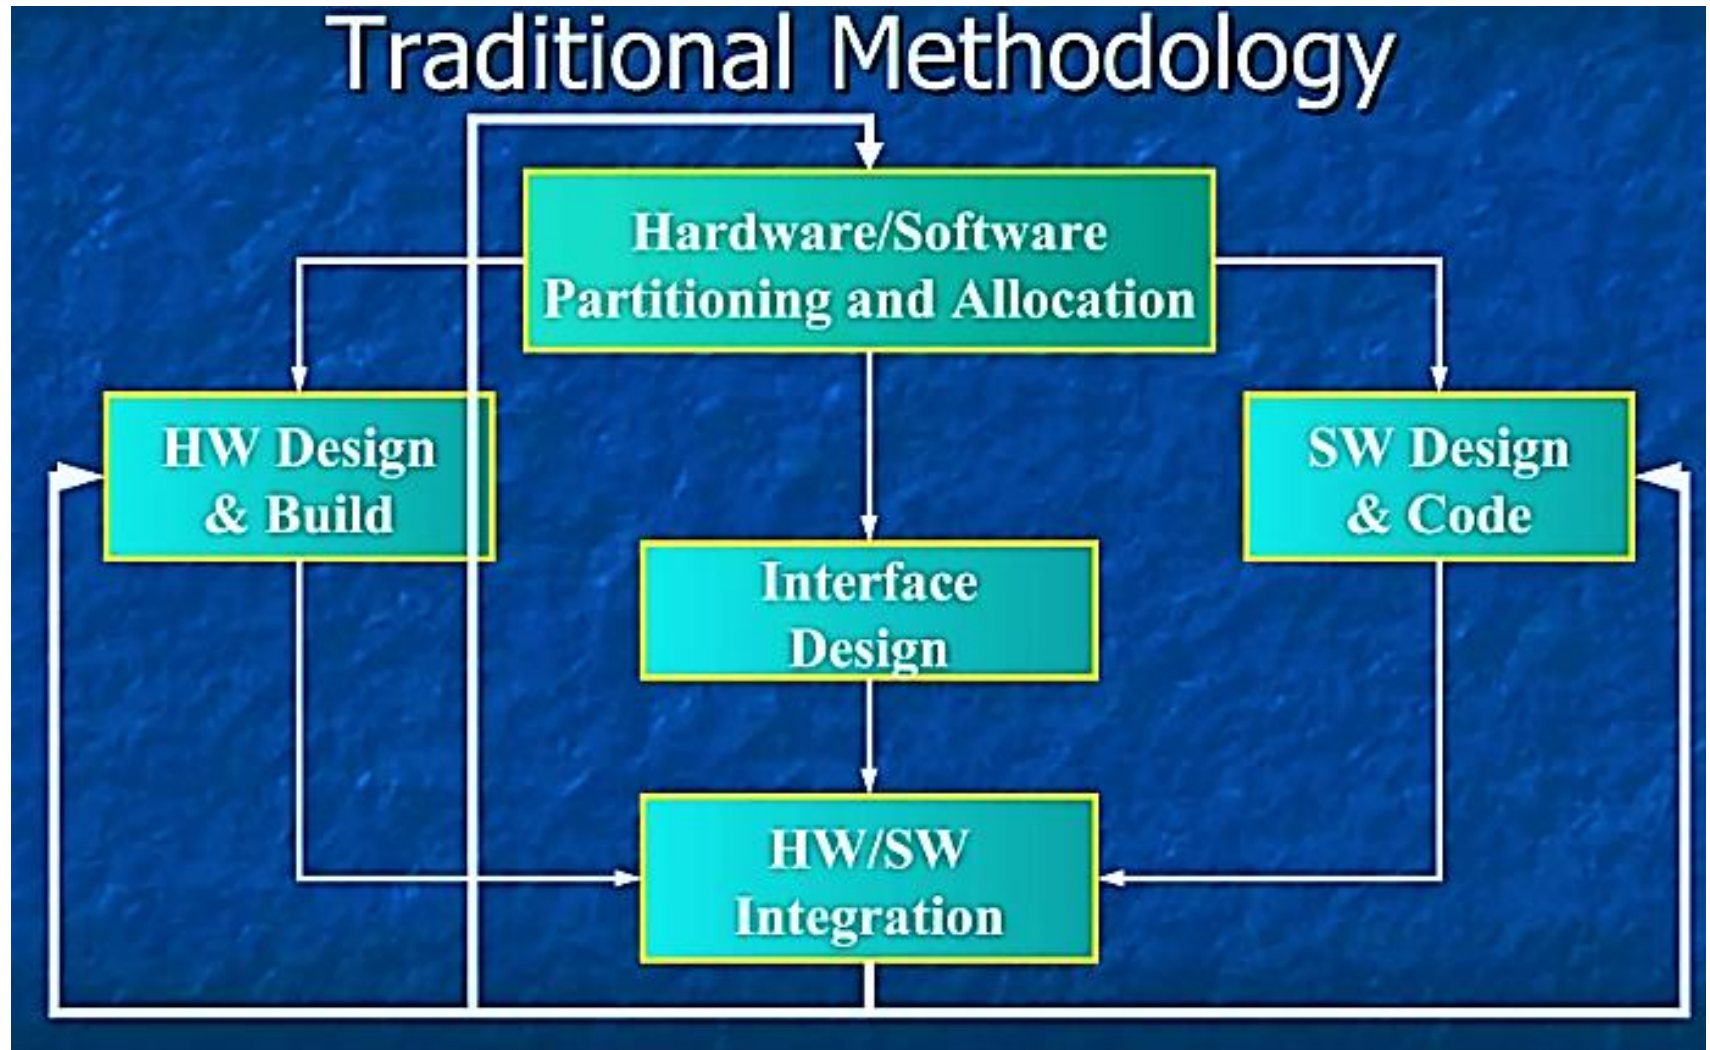 Traditional Methodology
Hardware/Software
Partitioning and Allocation
HW Design
& Build
SW Design
& Code
Interface
Design
HW/SW
Integration